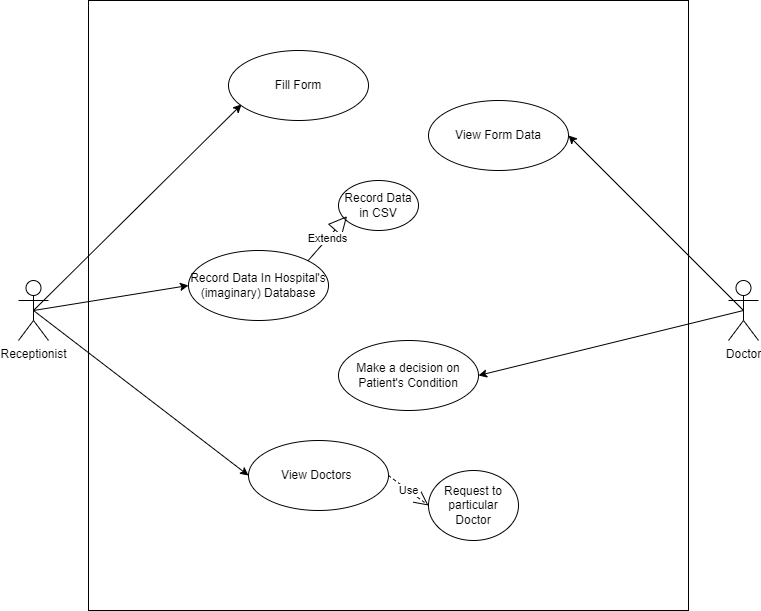 Fill Form
View Form Data
Record Data
in CSV
Extends
Record Data In Hospital's
(imaginary) Database
Receptionist
Doctor
Make a decision on
Patient's Condition
View Doctors
Use
Request to
particular
Doctor